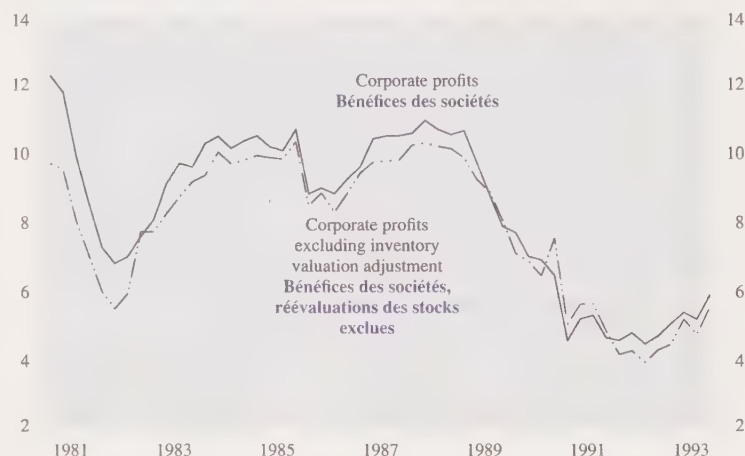 14
12
10
8
6
4
2
14
12
10
8
6
4
2
Corporate profits
Bénéfices des sociétés
Corporate profits
excluding inventory
valuation adjustment
Bénéfices des sociétés,
réévaluations des stocks
exclues
1981 1983 1985 1987 1989 1991 1993